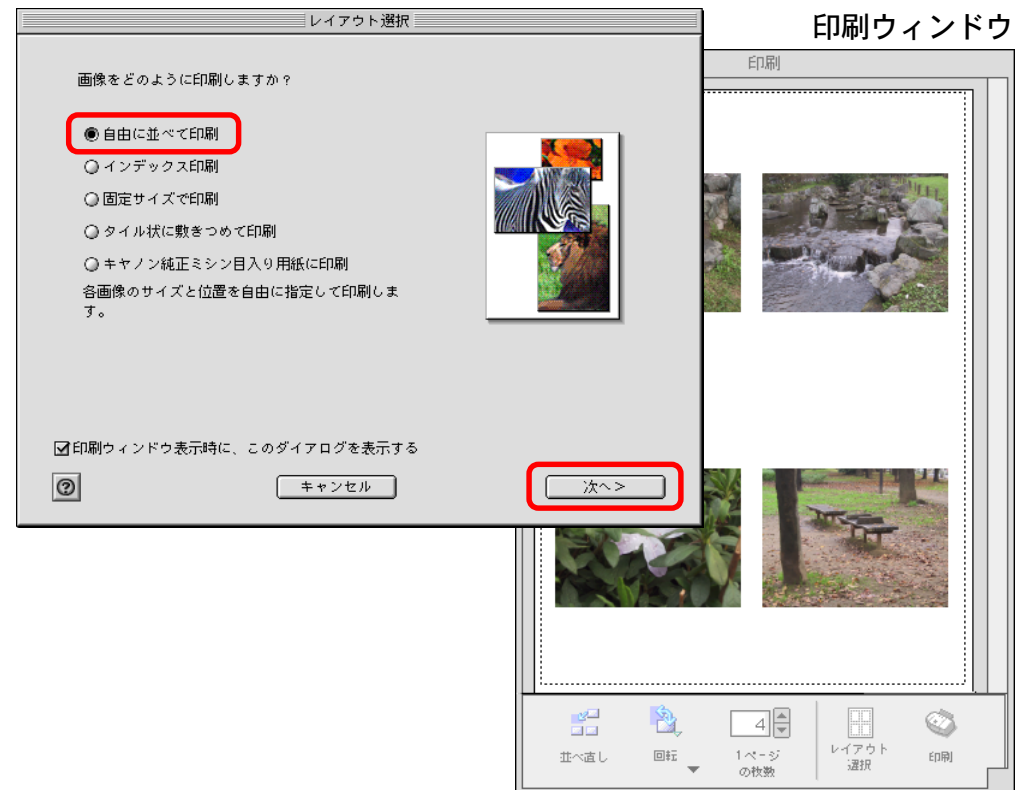 レイアウト選択
印刷ウィンドウ
印刷
画像をどのように印刷しますか？
自由に並べて印刷
インデックス印刷
固定サイズで印刷
タイル状に敷きつめて印刷
キヤノン純正ミシン目入り用紙に印刷
各画像のサイズと位置を自由に指定して印刷しま
す。
印刷ウィンドウ表示時に、このダイアログを表示する
?
キャンセル
次へ>
4
並べ直し
回転
1ページ
の枚数
レイアウト
選択
印刷